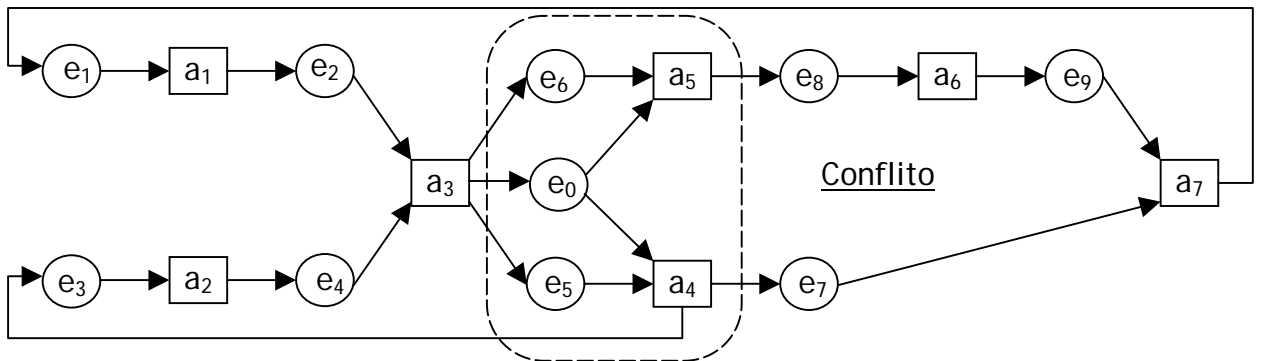 e₁ a₁ e₂ e₆ a₅ e₈ a₆ e₉
a₃ e₀ Conflito a₇
e₃ a₂ e₄ e₅ a₄ e₇